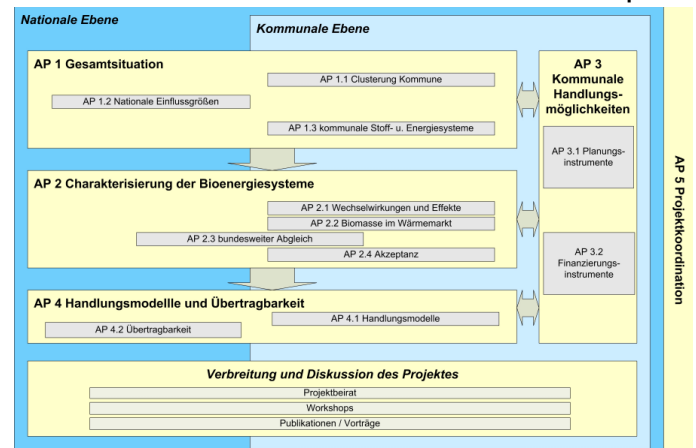 Nationale Ebene
Kommunale Ebene
AP 1 Gesamtsituation
AP 1.1 Clusterung Kommune
AP 1.2 Nationale Einflussgrößen
AP 1.3 kommunale Stoff- u. Energiesysteme
AP 2 Charakterisierung der Bioenergiesysteme
AP 2.1 Wechselwirkungen und Effekte
AP 2.2 Biomasse im Wärmemarkt
AP 2.3 bundesweiter Abgleich
AP 2.4 Akzeptanz
AP 4 Handlungsmodellle und Übertragbarkeit
AP 4.1 Handlungsmodelle
AP 4.2 Übertragbarkeit
AP 3
Kommunale
Handlungs-
möglichkeiten
AP 3.1 Planungs-
instrumente
AP 3.2
Finanzierungs-
instrumente
AP 5 Projektkoordination
Verbreitung und Diskussion des Projektes
Projektbeirat
Workshops
Publikationen / Vorträge